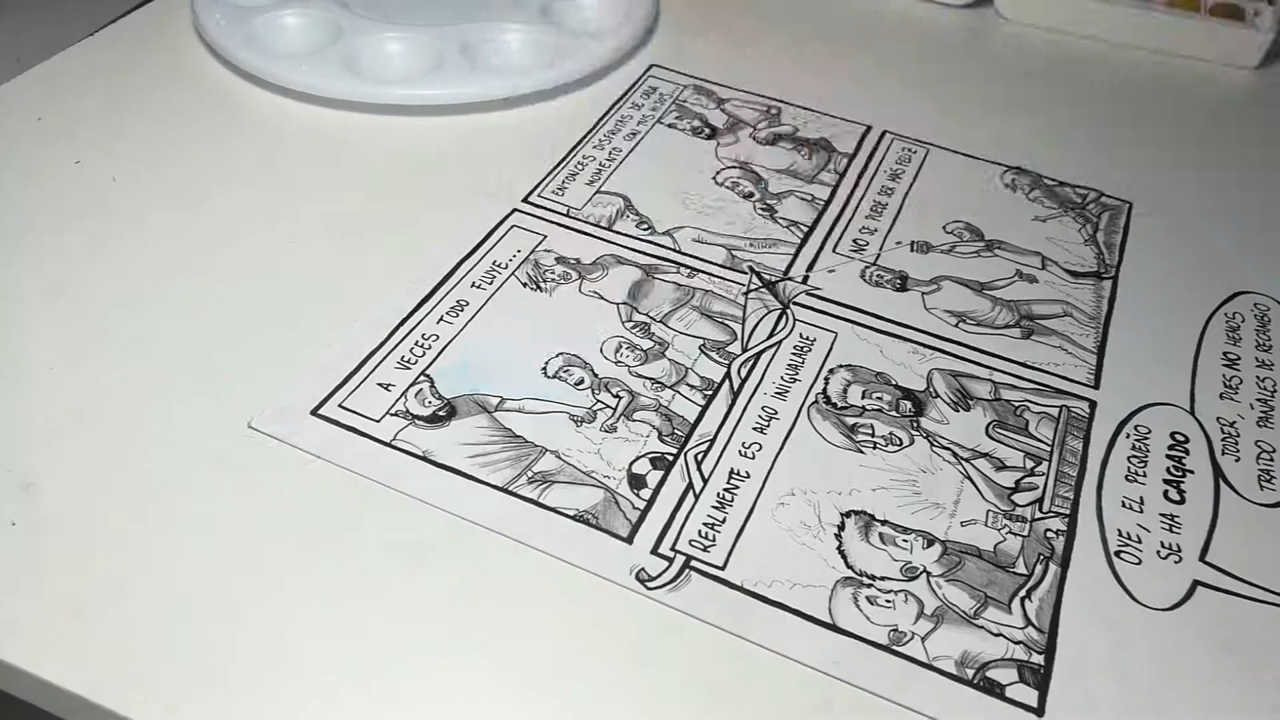 A VECES TODO FLUYE...
ENTONCES DISFRUTAS DE CADA
MOMENTO CON TUS HIJOS...
REALMENTE ES ALGO INIGUALABLE
NO SE PUEDE SER MÁS FELIZ
OYE, EL PEQUEÑO
SE HA CAGADO
JODER, PUES NO HEMOS
TRAIDO PAÑALES DE RECAMBIO